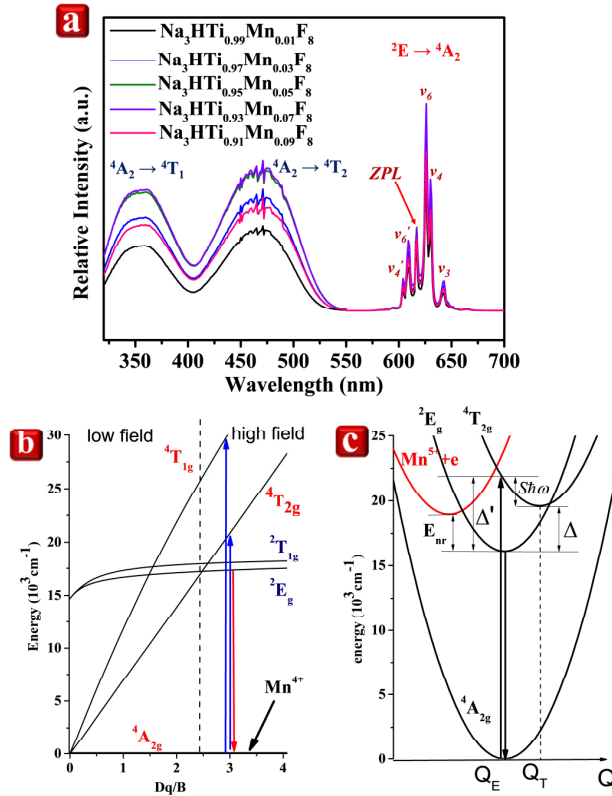 a
Na₃HTi₀.₉₉Mn₀.₀₁F₈
Na₃HTi₀.₉₇Mn₀.₀₃F₈
Na₃HTi₀.₉₅Mn₀.₀₅F₈
Na₃HTi₀.₉₃Mn₀.₀₇F₈
Na₃HTi₀.₉₁Mn₀.₀₉F₈
²E → ⁴A₂
⁴A₂ → ⁴T₁
⁴A₂ → ⁴T₂
ZPL
v₆
v₄
v₆'
v₄'
v₃
Relative Intensity (a.u.)
350 400 450 500 550 600 650 700
Wavelength (nm)
b
low field
high field
⁴T₁g
⁴T₂g
²T₁g
²Eg
Mn⁴⁺
⁴A₂g
Energy (10³cm⁻¹)
30
25
20
15
10
5
0
0 1 2 3 4
Dq/B
c
²Eg
⁴T₂g
Mn⁵⁺+e
Sħω
Δ'
Enr
Δ
⁴A₂g
energy (10³cm⁻¹)
25
20
15
10
5
0
QE
QT
Q